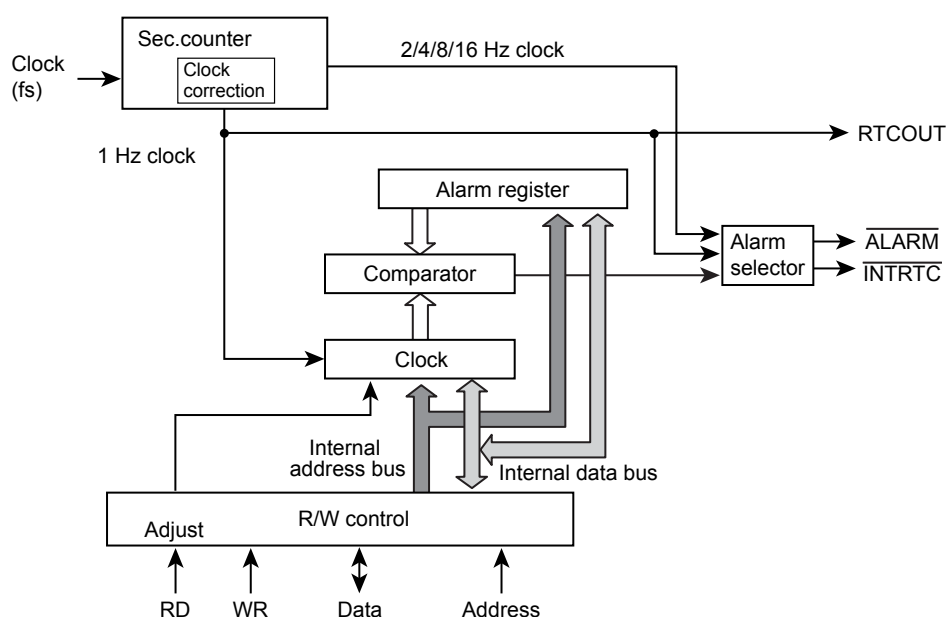 Sec.counter
2/4/8/16 Hz clock
Clock
(fs)
Clock
correction
RTCOUT
1 Hz clock
Alarm register
Alarm
selector
ALARM
INTRTC
Comparator
Clock
Internal
address bus
Internal data bus
R/W control
Adjust
RD
WR
Data
Address